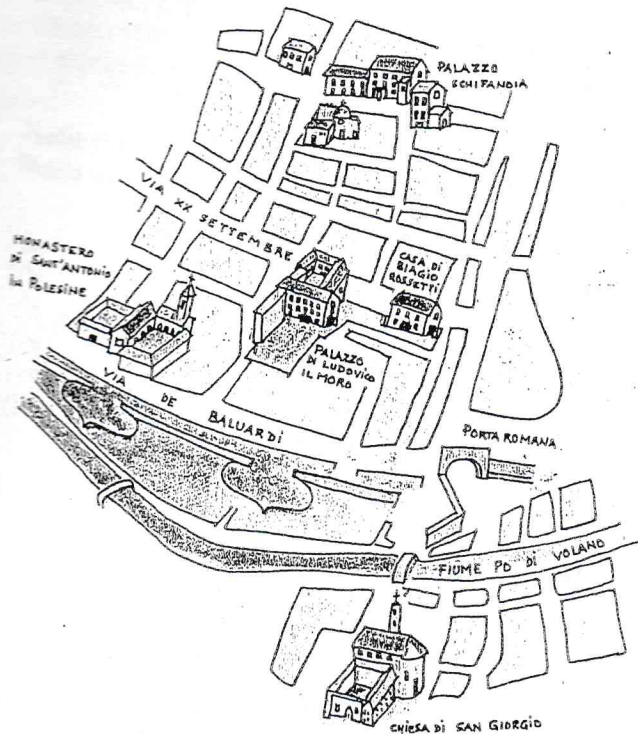 PALAZZO
SCHIFANOIA
VIA XX SETTEMBRE
MONASTERO
DI SANT'ANTONIO
IN POLESINE
CASA DI
BIAGIO
ROSSETTI
PALAZZO
DI LUDOVICO
IL MORO
VIA DE BALUARDI
PORTA ROMANA
FIUME PO DI VOLANO
CHIESA DI SAN GIORGIO